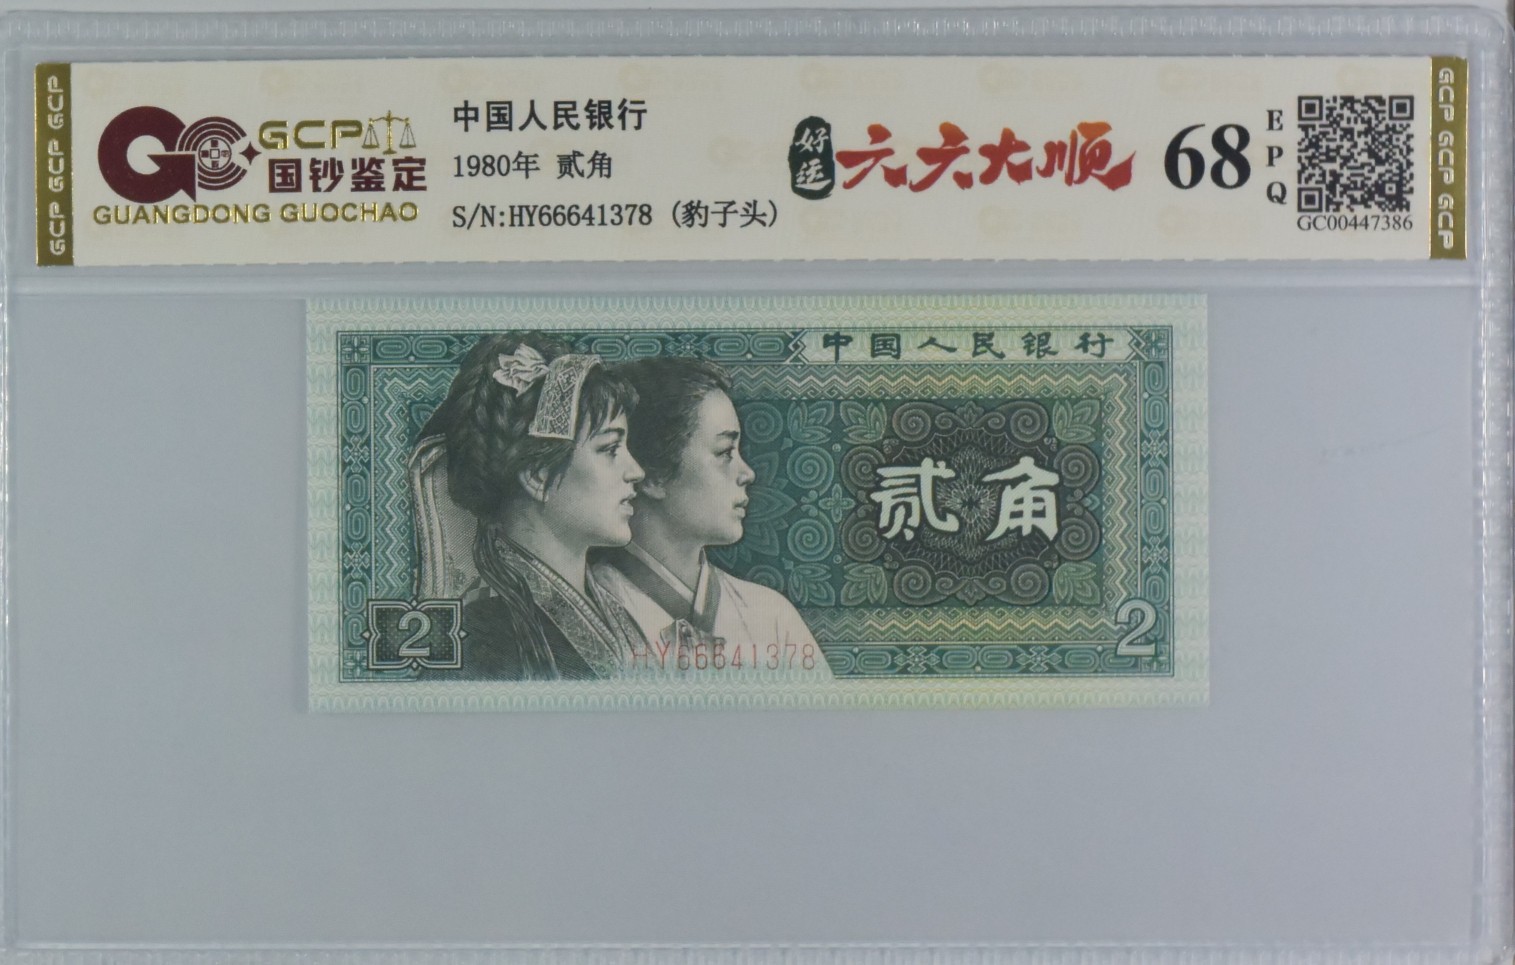 GCP GCP GCP
GCP
国钞鉴定
GUANGDONG GUOCHAO
中国人民银行
1980年 贰角
S/N:HY66641378 (豹子头)
好运
六六大顺
68
EPQ
GC00447386
GCP GCP GCP
中国人民银行
贰角
2
2
HY66641378